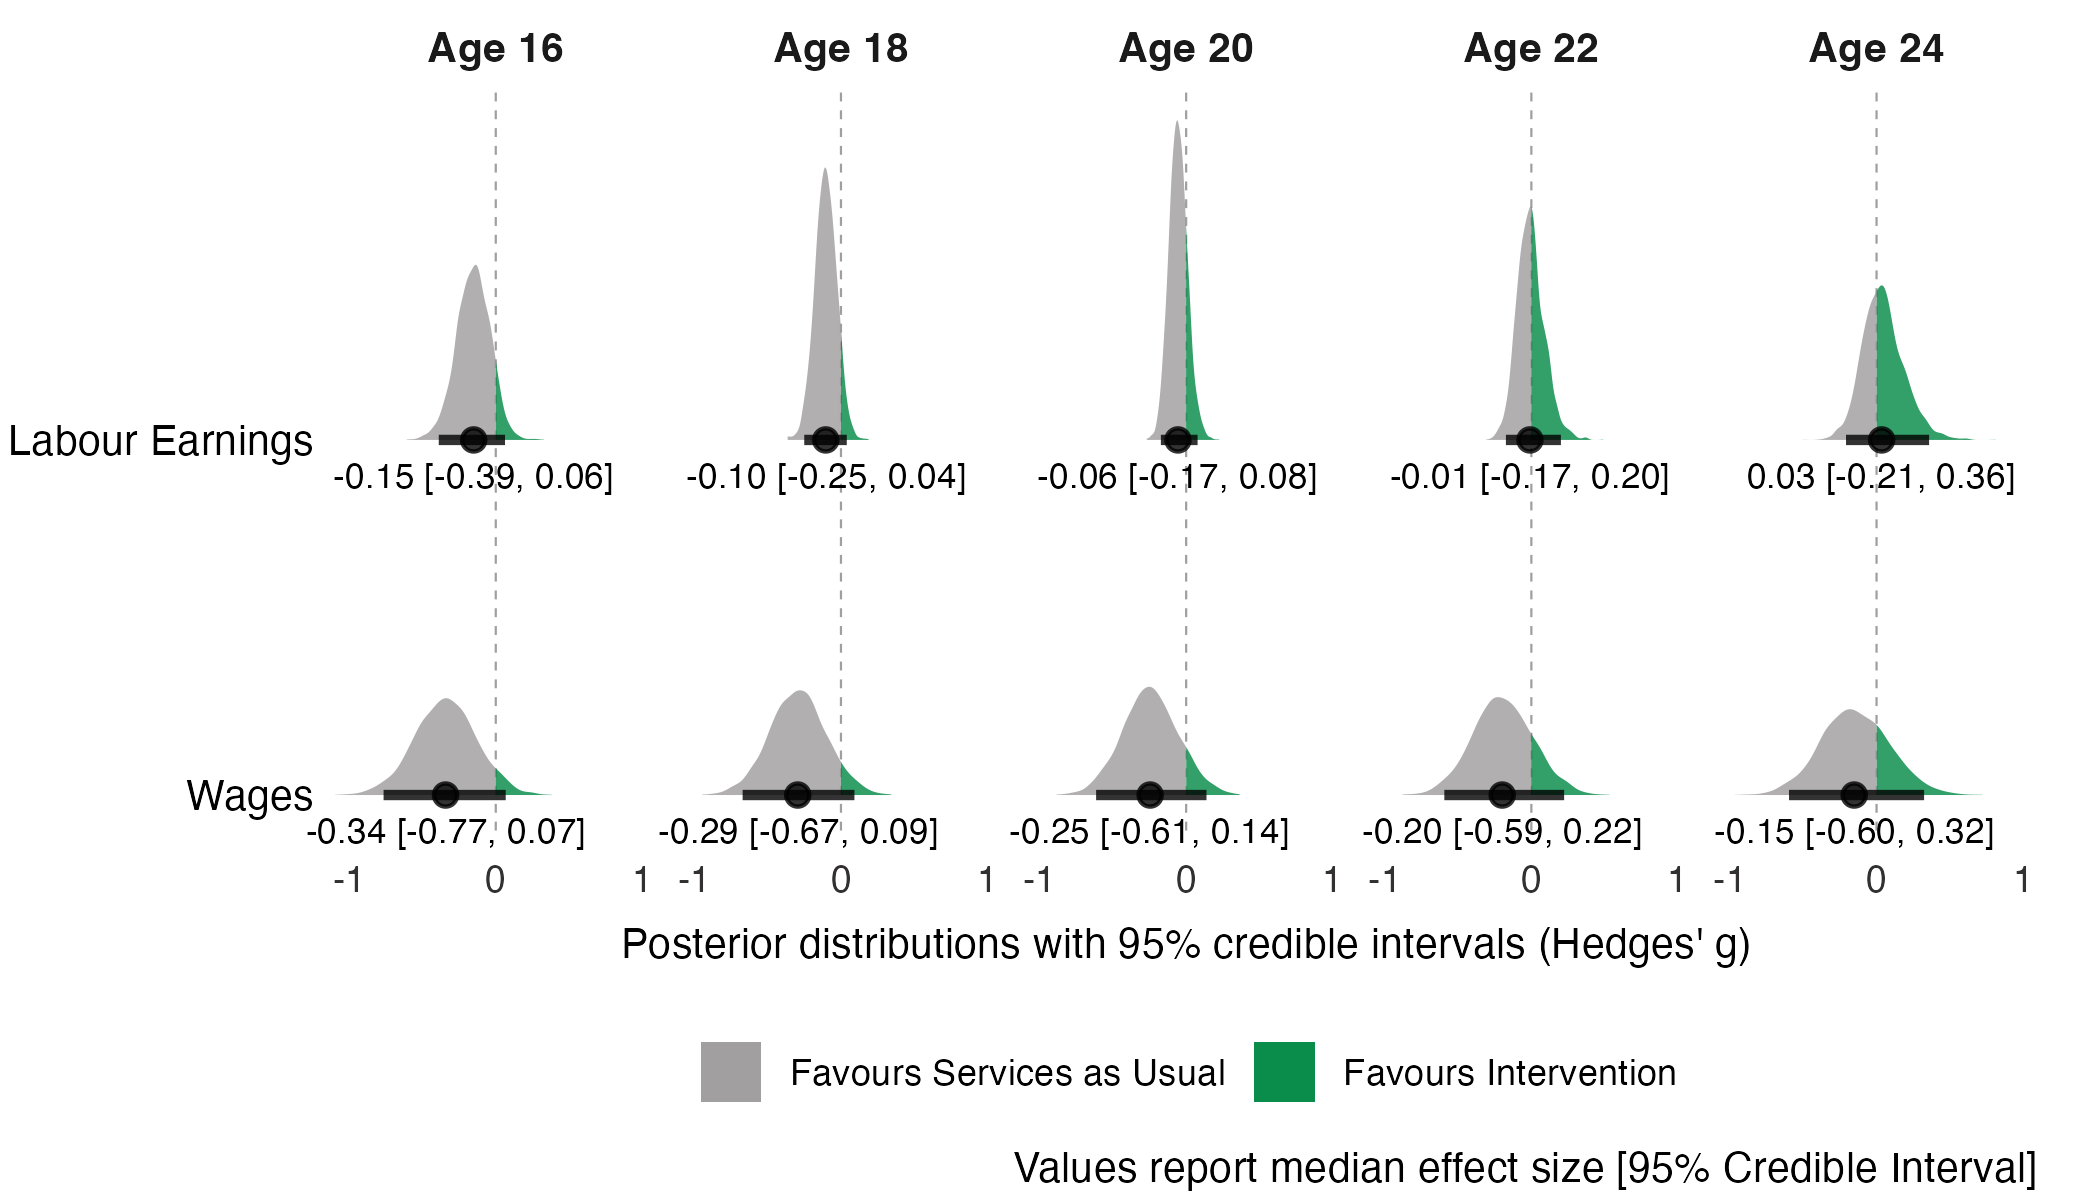 Age 16 Age 18 Age 20 Age 22 Age 24
Labour Earnings
-0.15 [-0.39, 0.06] -0.10 [-0.25, 0.04] -0.06 [-0.17, 0.08] -0.01 [-0.17, 0.20] 0.03 [-0.21, 0.36]
Wages
-0.34 [-0.77, 0.07] -0.29 [-0.67, 0.09] -0.25 [-0.61, 0.14] -0.20 [-0.59, 0.22] -0.15 [-0.60, 0.32]
-1 0 1 -1 0 1 -1 0 1 -1 0 1 -1 0 1
Posterior distributions with 95% credible intervals (Hedges' g)
Favours Services as Usual Favours Intervention
Values report median effect size [95% Credible Interval]